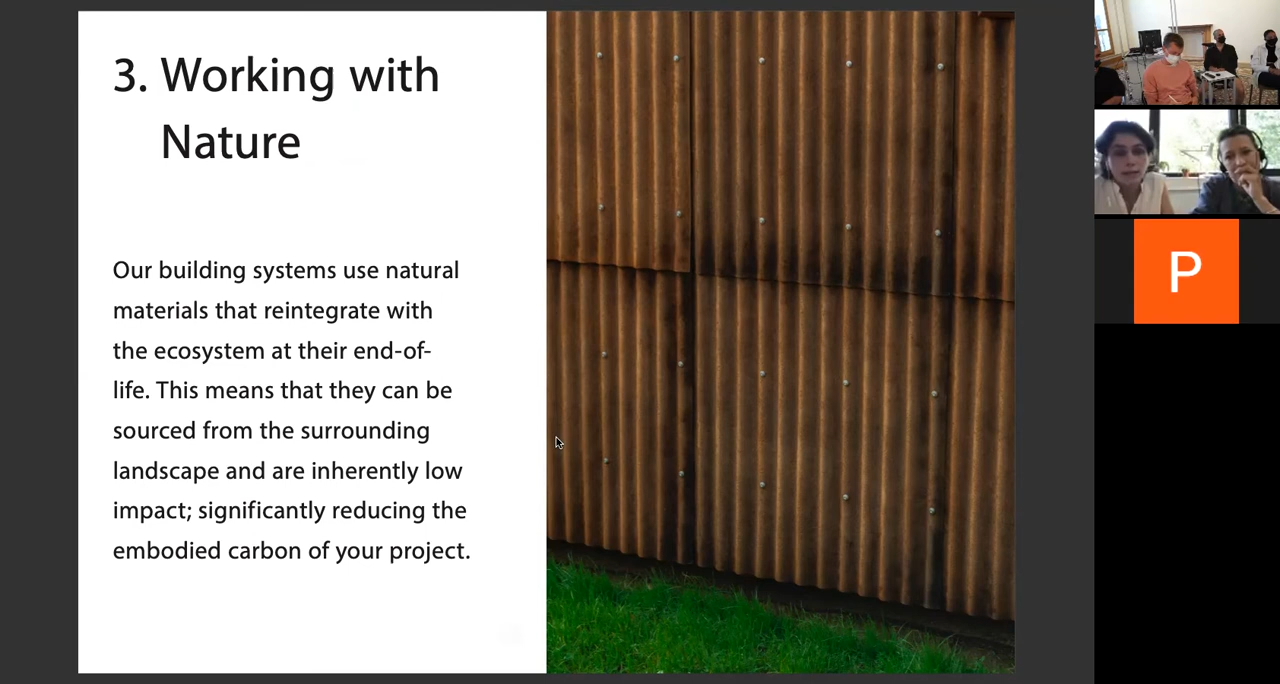 3. Working with
Nature
Our building systems use natural
materials that reintegrate with
the ecosystem at their end-of-
life. This means that they can be
sourced from the surrounding
landscape and are inherently low
impact; significantly reducing the
embodied carbon of your project.
P